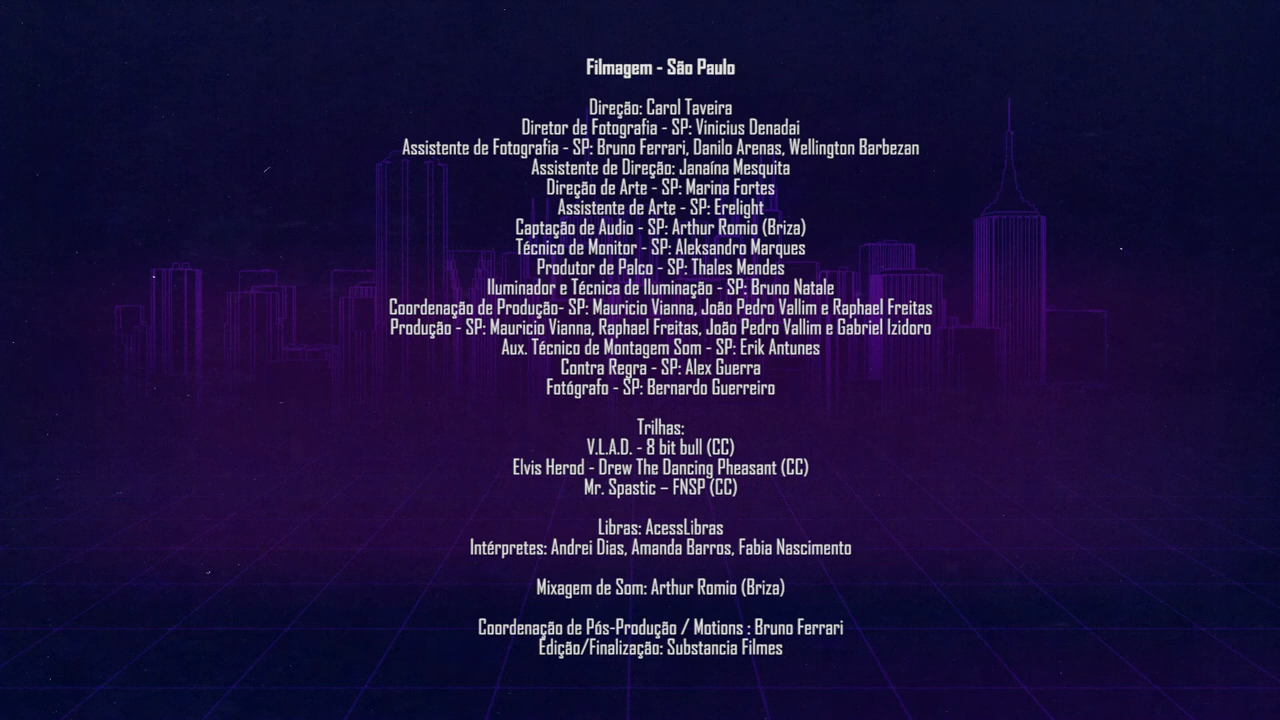 Filmagem - São Paulo
Direção: Carol Taveira
Diretor de Fotografia - SP: Vinicius Denadai
Assistente de Fotografia - SP: Bruno Ferrari, Danilo Arenas, Wellington Barbezan
Assistente de Direção: Janaína Mesquita
Direção de Arte - SP: Marina Fortes
Assistente de Arte - SP: Erelight
Captação de Audio - SP: Arthur Romio (Briza)
Técnico de Monitor - SP: Aleksandro Marques
Produtor de Palco - SP: Thales Mendes
Iluminador e Técnica de Iluminação - SP: Bruno Natale
Coordenação de Produção- SP: Mauricio Vianna, João Pedro Vallim e Raphael Freitas
Produção - SP: Mauricio Vianna, Raphael Freitas, João Pedro Vallim e Gabriel Izidoro
Aux. Técnico de Montagem Som - SP: Erik Antunes
Contra Regra - SP: Alex Guerra
Fotógrafo - SP: Bernardo Guerreiro
Trilhas:
V.L.A.D. - 8 bit bull (CC)
Elvis Herod - Drew The Dancing Pheasant (CC)
Mr. Spastic – FNSP (CC)
Libras: AcessLibras
Intérpretes: Andrei Dias, Amanda Barros, Fabia Nascimento
Mixagem de Som: Arthur Romio (Briza)
Coordenação de Pós-Produção / Motions : Bruno Ferrari
Edição/Finalização: Substancia Filmes